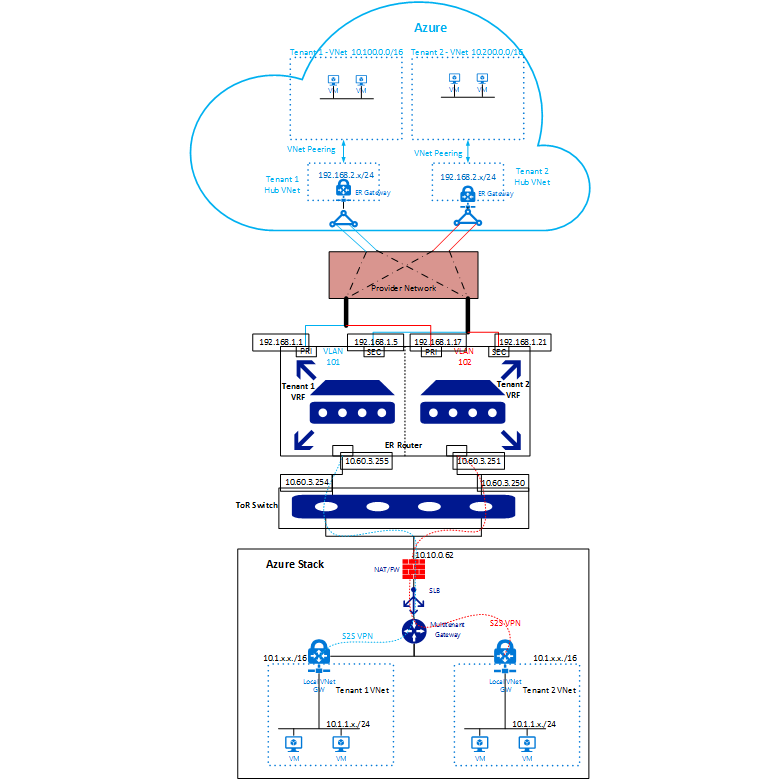 Azure
Tenant 1 - VNet 10.100.0.0/16
Tenant 2 - VNet 10.200.0.0/16
VM VM
VM VM
VNet Peering
VNet Peering
Tenant 1
Hub VNet
192.168.2.x/24
ER Gateway
192.168.2.x/24
ER Gateway
Tenant 2
Hub VNet
Provider Network
192.168.1.1
192.168.1.5
192.168.1.17
192.168.1.21
PRI
VLAN
101
SEC
PRI
VLAN
102
SEC
Tenant 1
VRF
Tenant 2
VRF
ER Router
10.60.3.255
10.60.3.251
10.60.3.254
10.60.3.250
ToR Switch
10.10.0.62
Azure Stack
NAT/FW
SLB
Multitenant
Gateway
S2S VPN
S2S VPN
10.1.x.x./16
10.1.x.x./16
Local VNet
GW
Tenant 1 VNet
Local VNet
GW
Tenant 2 VNet
10.1.1.x./24
10.1.1.x./24
VM VM
VM VM